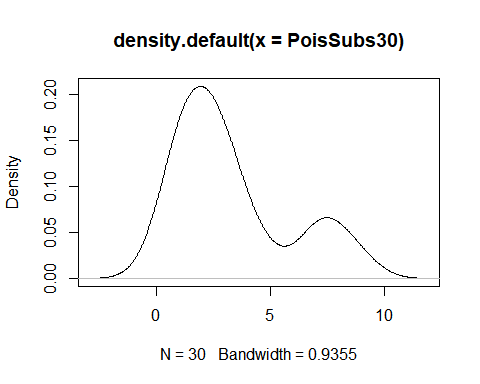 density.default(x = PoisSubs30)
Density
0.20
0.15
0.10
0.05
0.00
0
5
10
N = 30 Bandwidth = 0.9355